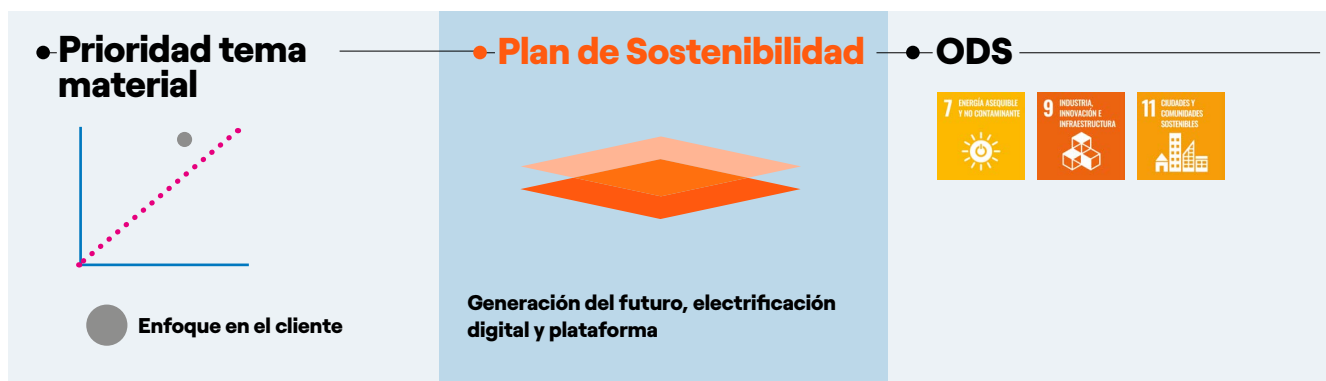 Prioridad tema
material
Plan de Sostenibilidad
ODS
7 ENERGÍA ASEQUIBLE
Y NO CONTAMINANTE
9 INDUSTRIA,
INNOVACIÓN E
INFRAESTRUCTURA
11 CIUDADES Y
COMUNIDADES
SOSTENIBLES
Enfoque en el cliente
Generación del futuro, electrificación
digital y plataforma